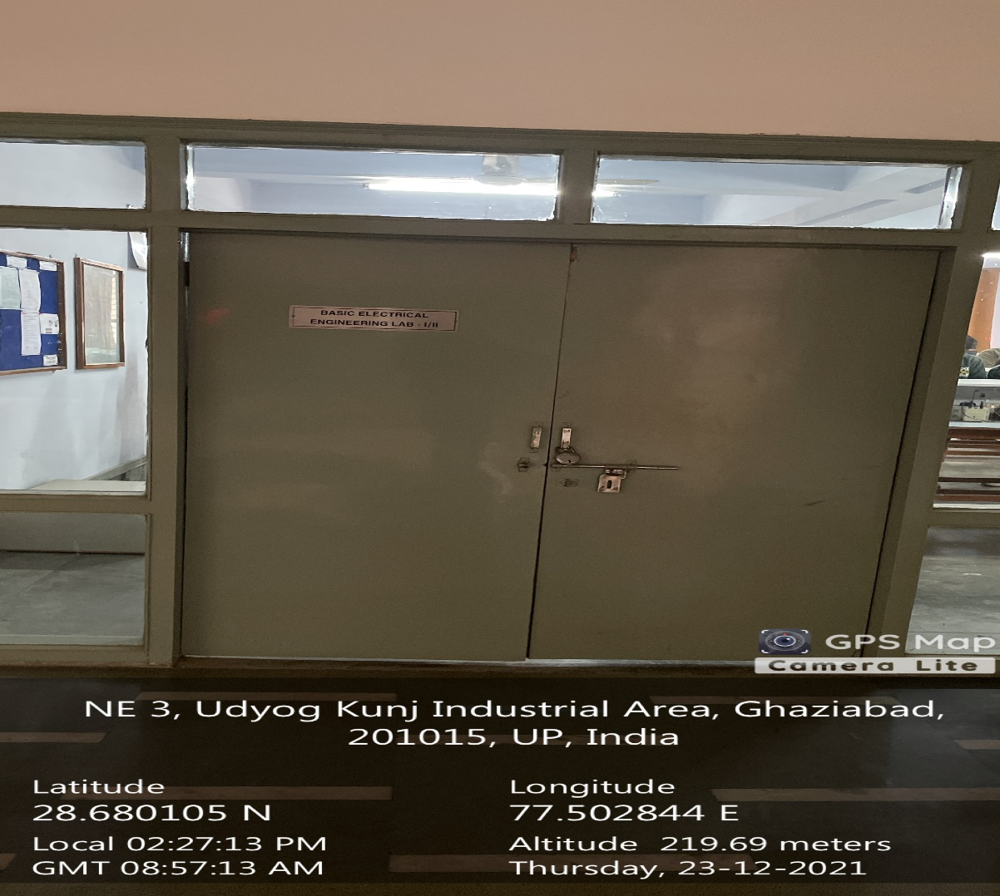 BASIC ELECTRICAL
ENGINEERING LAB - I/II
GPS Map
Camera Lite
NE 3, Udyog Kunj Industrial Area, Ghaziabad,
201015, UP, India
Latitude
28.680105 N
Longitude
77.502844 E
Local 02:27:13 PM
GMT 08:57:13 AM
Altitude 219.69 meters
Thursday, 23-12-2021